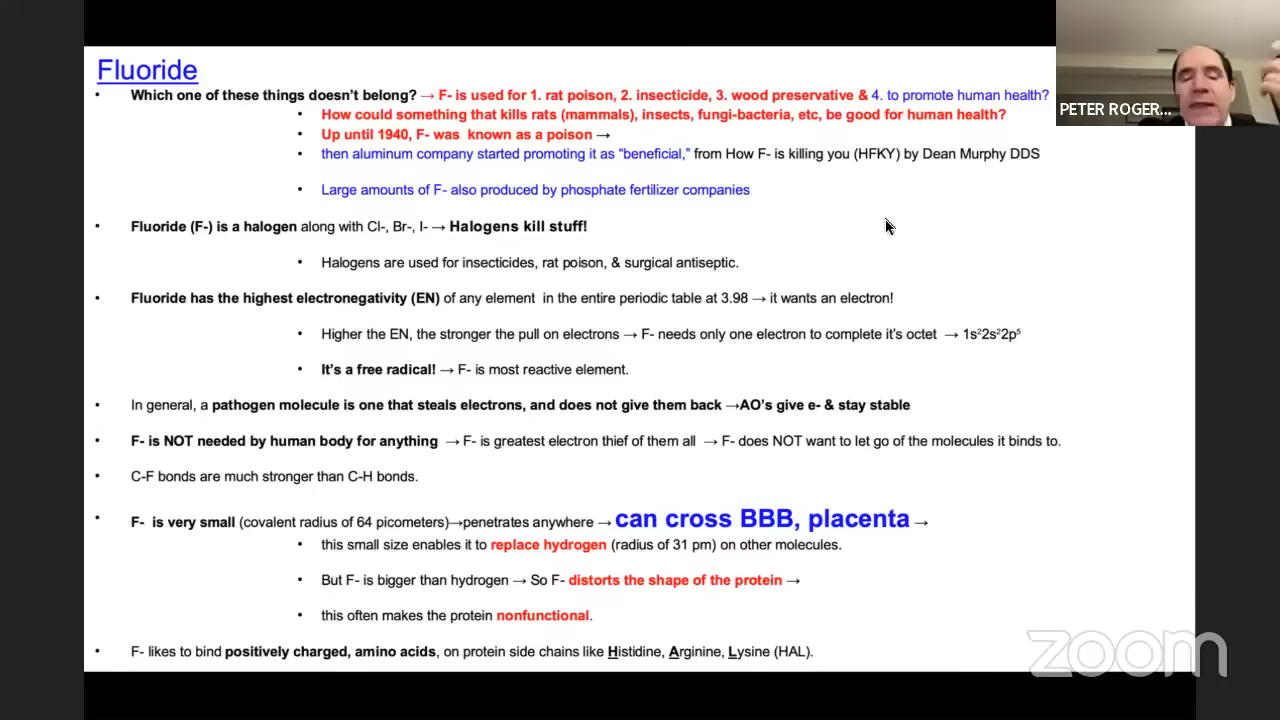 Fluoride
• Which one of these things doesn't belong? → F- is used for 1. rat poison, 2. insecticide, 3. wood preservative & 4. to promote human health?
• How could something that kills rats (mammals), insects, fungi-bacteria, etc, be good for human health?
• Up until 1940, F- was known as a poison →
• then aluminum company started promoting it as “beneficial,” from How F- is killing you (HFKY) by Dean Murphy DDS
• Large amounts of F- also produced by phosphate fertilizer companies
• Fluoride (F-) is a halogen along with Cl-, Br-, I- → Halogens kill stuff!
• Halogens are used for insecticides, rat poison, & surgical antiseptic.
• Fluoride has the highest electronegativity (EN) of any element in the entire periodic table at 3.98 → it wants an electron!
• Higher the EN, the stronger the pull on electrons → F- needs only one electron to complete it's octet → 1s²2s²2p⁵
• It's a free radical! → F- is most reactive element.
• In general, a pathogen molecule is one that steals electrons, and does not give them back →AO's give e- & stay stable
• F- is NOT needed by human body for anything → F- is greatest electron thief of them all → F- does NOT want to let go of the molecules it binds to.
• C-F bonds are much stronger than C-H bonds.
• F- is very small (covalent radius of 64 picometers)→penetrates anywhere → can cross BBB, placenta →
• this small size enables it to replace hydrogen (radius of 31 pm) on other molecules.
• But F- is bigger than hydrogen → So F- distorts the shape of the protein →
• this often makes the protein nonfunctional.
• F- likes to bind positively charged, amino acids, on protein side chains like Histidine, Arginine, Lysine (HAL).
PETER ROGER...
zoom